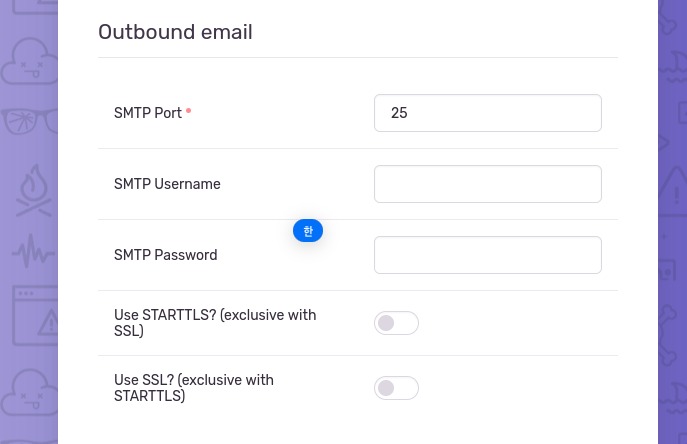 Outbound email
SMTP Port *
25
SMTP Username
한
SMTP Password
Use STARTTLS? (exclusive with
SSL)
Use SSL? (exclusive with
STARTTLS)